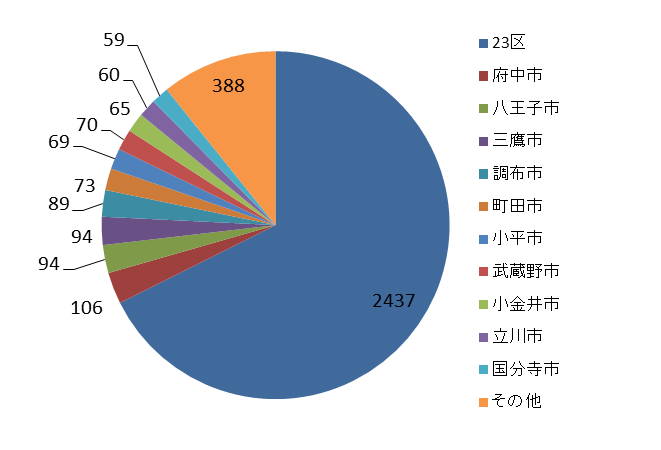 59
60
65
70
69
73
89
94
94
106
388
2437
23区
府中市
八王子市
三鷹市
調布市
町田市
小平市
武蔵野市
小金井市
立川市
国分寺市
その他